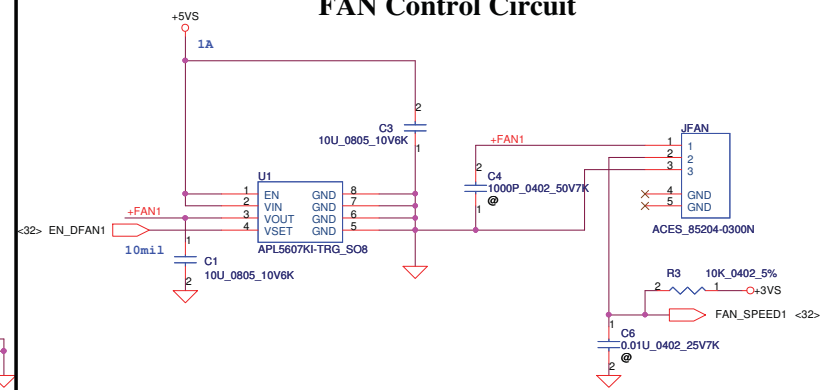 FAN Control Circuit
+5VS
1A
2
C3
10U_0805_10V6K
1
U1
1 EN GND 8
2 VIN GND 7
3 VOUT GND 6
4 VSET GND 5
APL5607KI-TRG_SO8
+FAN1
<32> EN_DFAN1
10mil
1
C1
10U_0805_10V6K
2
+FAN1
2
C4
1000P_0402_50V7K
@
1
JFAN
1 1
2 2
3 3
4 GND
5 GND
ACES_85204-0300N
R3 10K_0402_5%
2 1 +3VS
FAN_SPEED1 <32>
1
C6
0.01U_0402_25V7K
@
2